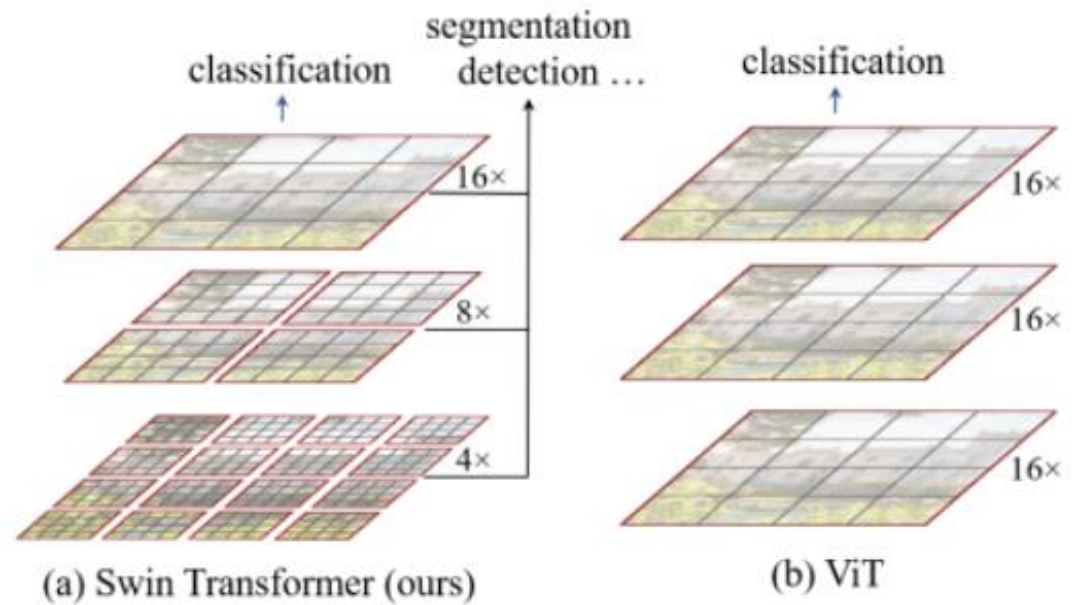 segmentation
classification
detection ...
classification
16×
8×
4×
16×
16×
16×
(a) Swin Transformer (ours)
(b) ViT